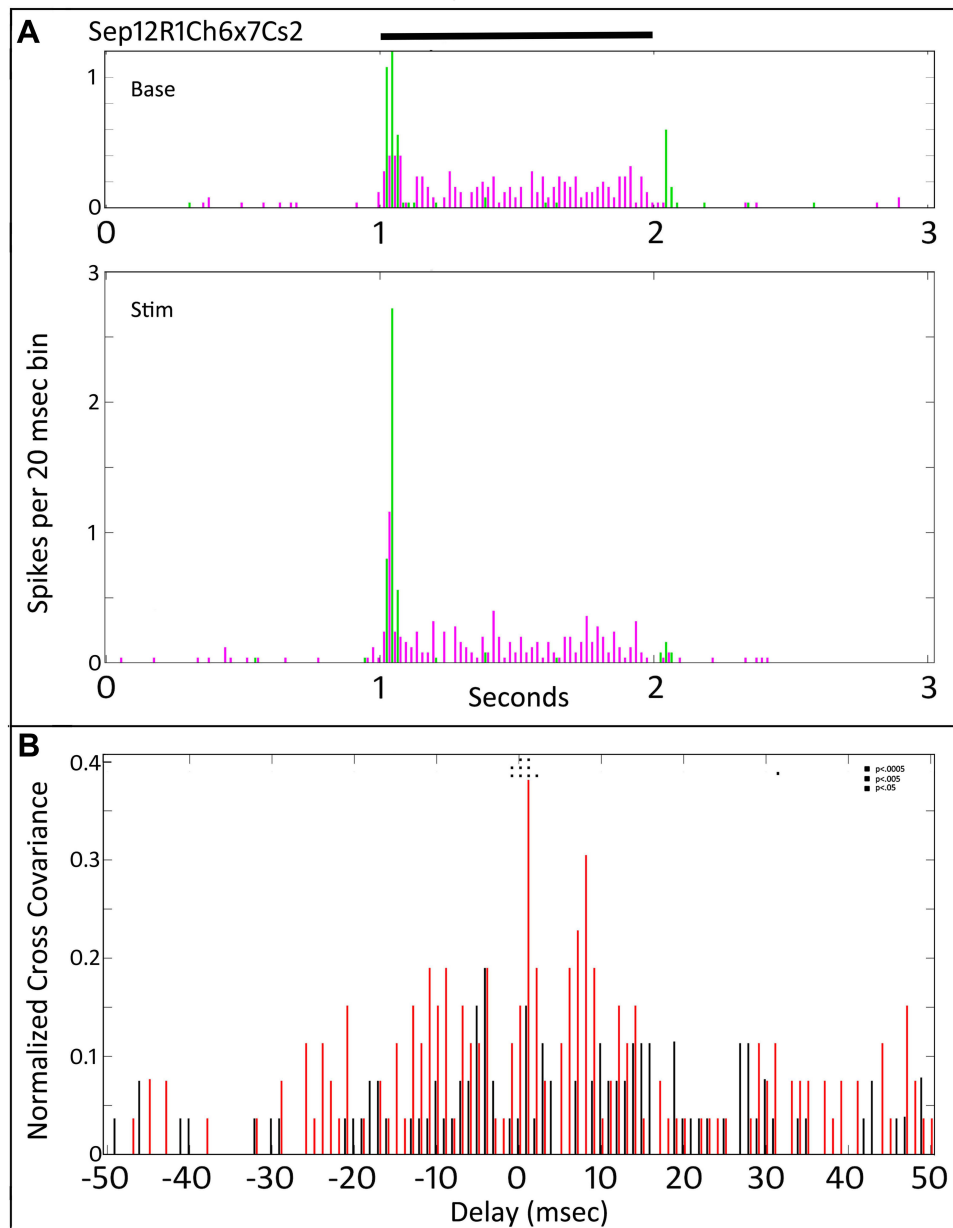 A
Sep12R1Ch6x7Cs2
Base
1
0
0 1 2 3
Stim
3
2
1
0
Spikes per 20 msec bin
0 1 2 3
Seconds
B
0.4
0.3
0.2
0.1
0
Normalized Cross Covariance
p<.0005
p<.005
p<.05
-50 -40 -30 -20 -10 0 10 20 30 40 50
Delay (msec)